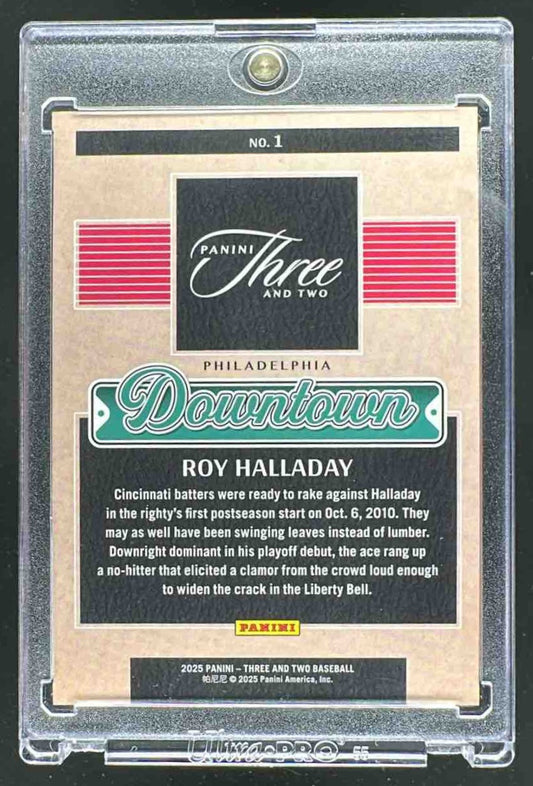 NO. 1
PANINI Three
AND TWO
PHILADELPHIA
Downtown
ROY HALLADAY
Cincinnati batters were ready to rake against Halladay
in the righty's first postseason start on Oct. 6, 2010. They
may as well have been swinging leaves instead of lumber.
Downright dominant in his playoff debut, the ace rang up
a no-hitter that elicited a clamor from the crowd loud enough
to widen the crack in the Liberty Bell.
PANINI
2025 PANINI – THREE AND TWO BASEBALL
帕尼尼 © 2025 Panini America, Inc.
Ultra·PRO®